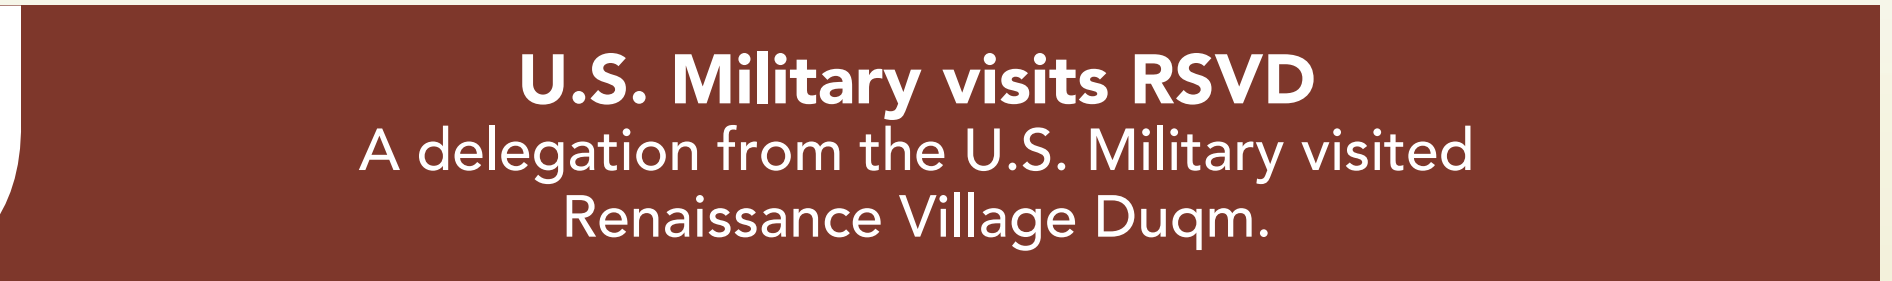 U.S. Military visits RSVD
A delegation from the U.S. Military visited
Renaissance Village Duqm.